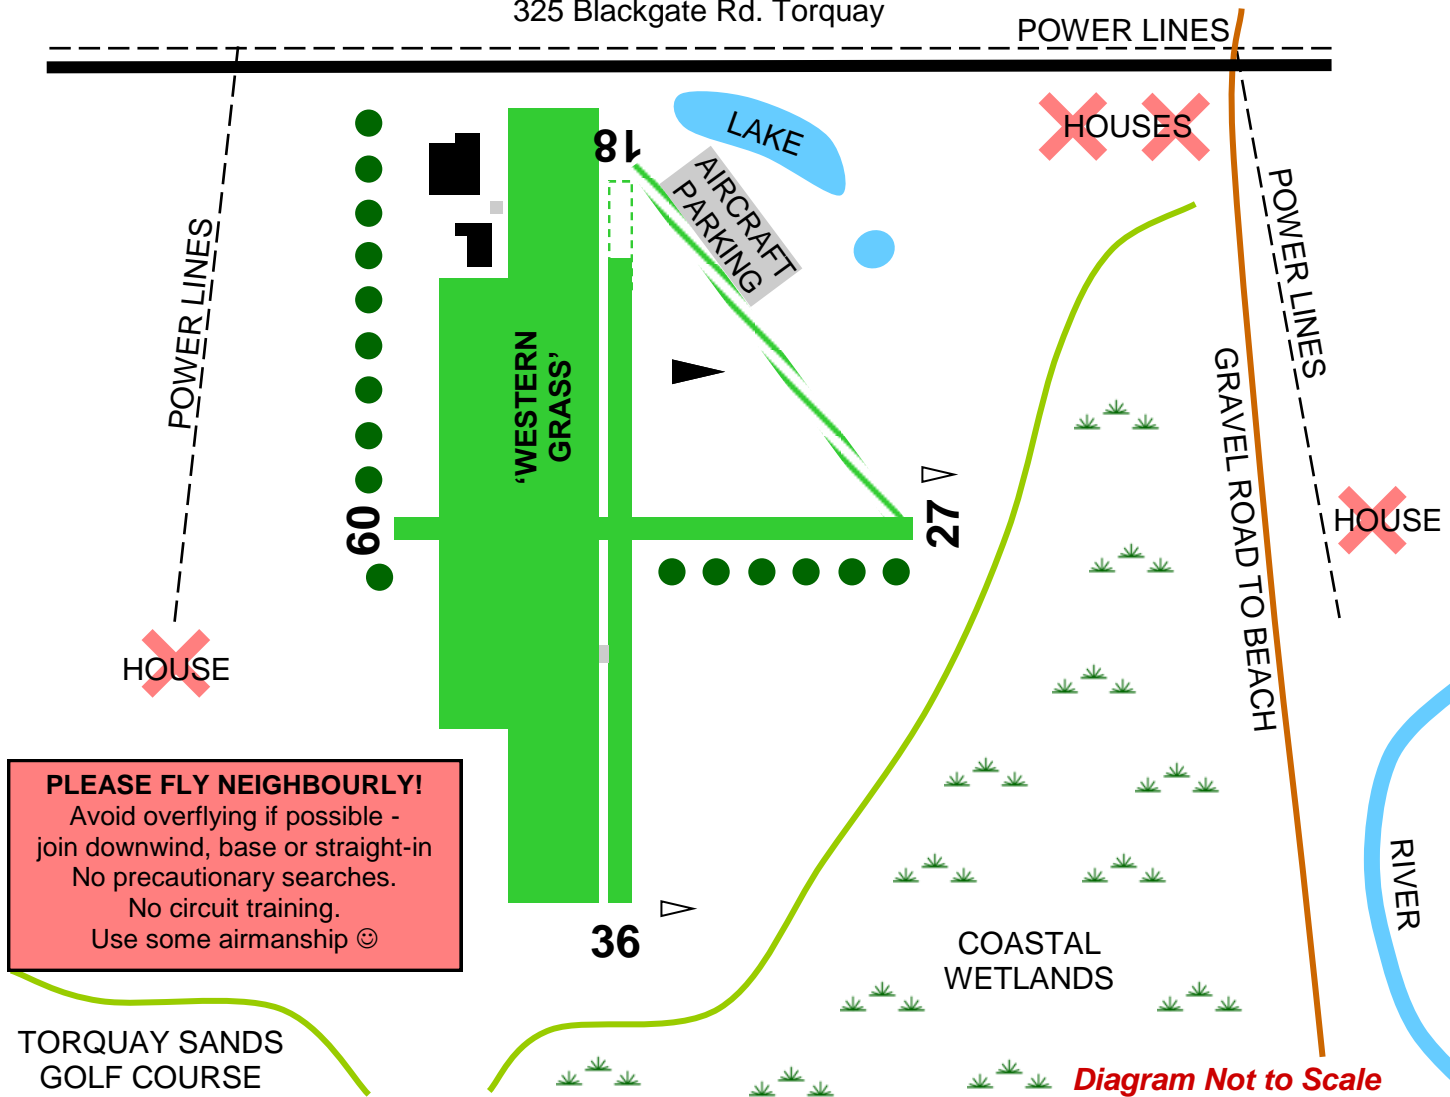 325 Blackgate Rd. Torquay
POWER LINES
LAKE
HOUSES
18
AIRCRAFT
PARKING
POWER LINES
POWER LINES
'WESTERN
GRASS'
GRAVEL ROAD TO BEACH
09
27
HOUSE
HOUSE
PLEASE FLY NEIGHBOURLY!
Avoid overflying if possible -
join downwind, base or straight-in
No precautionary searches.
No circuit training.
Use some airmanship ☺
RIVER
36
COASTAL
WETLANDS
TORQUAY SANDS
GOLF COURSE
Diagram Not to Scale